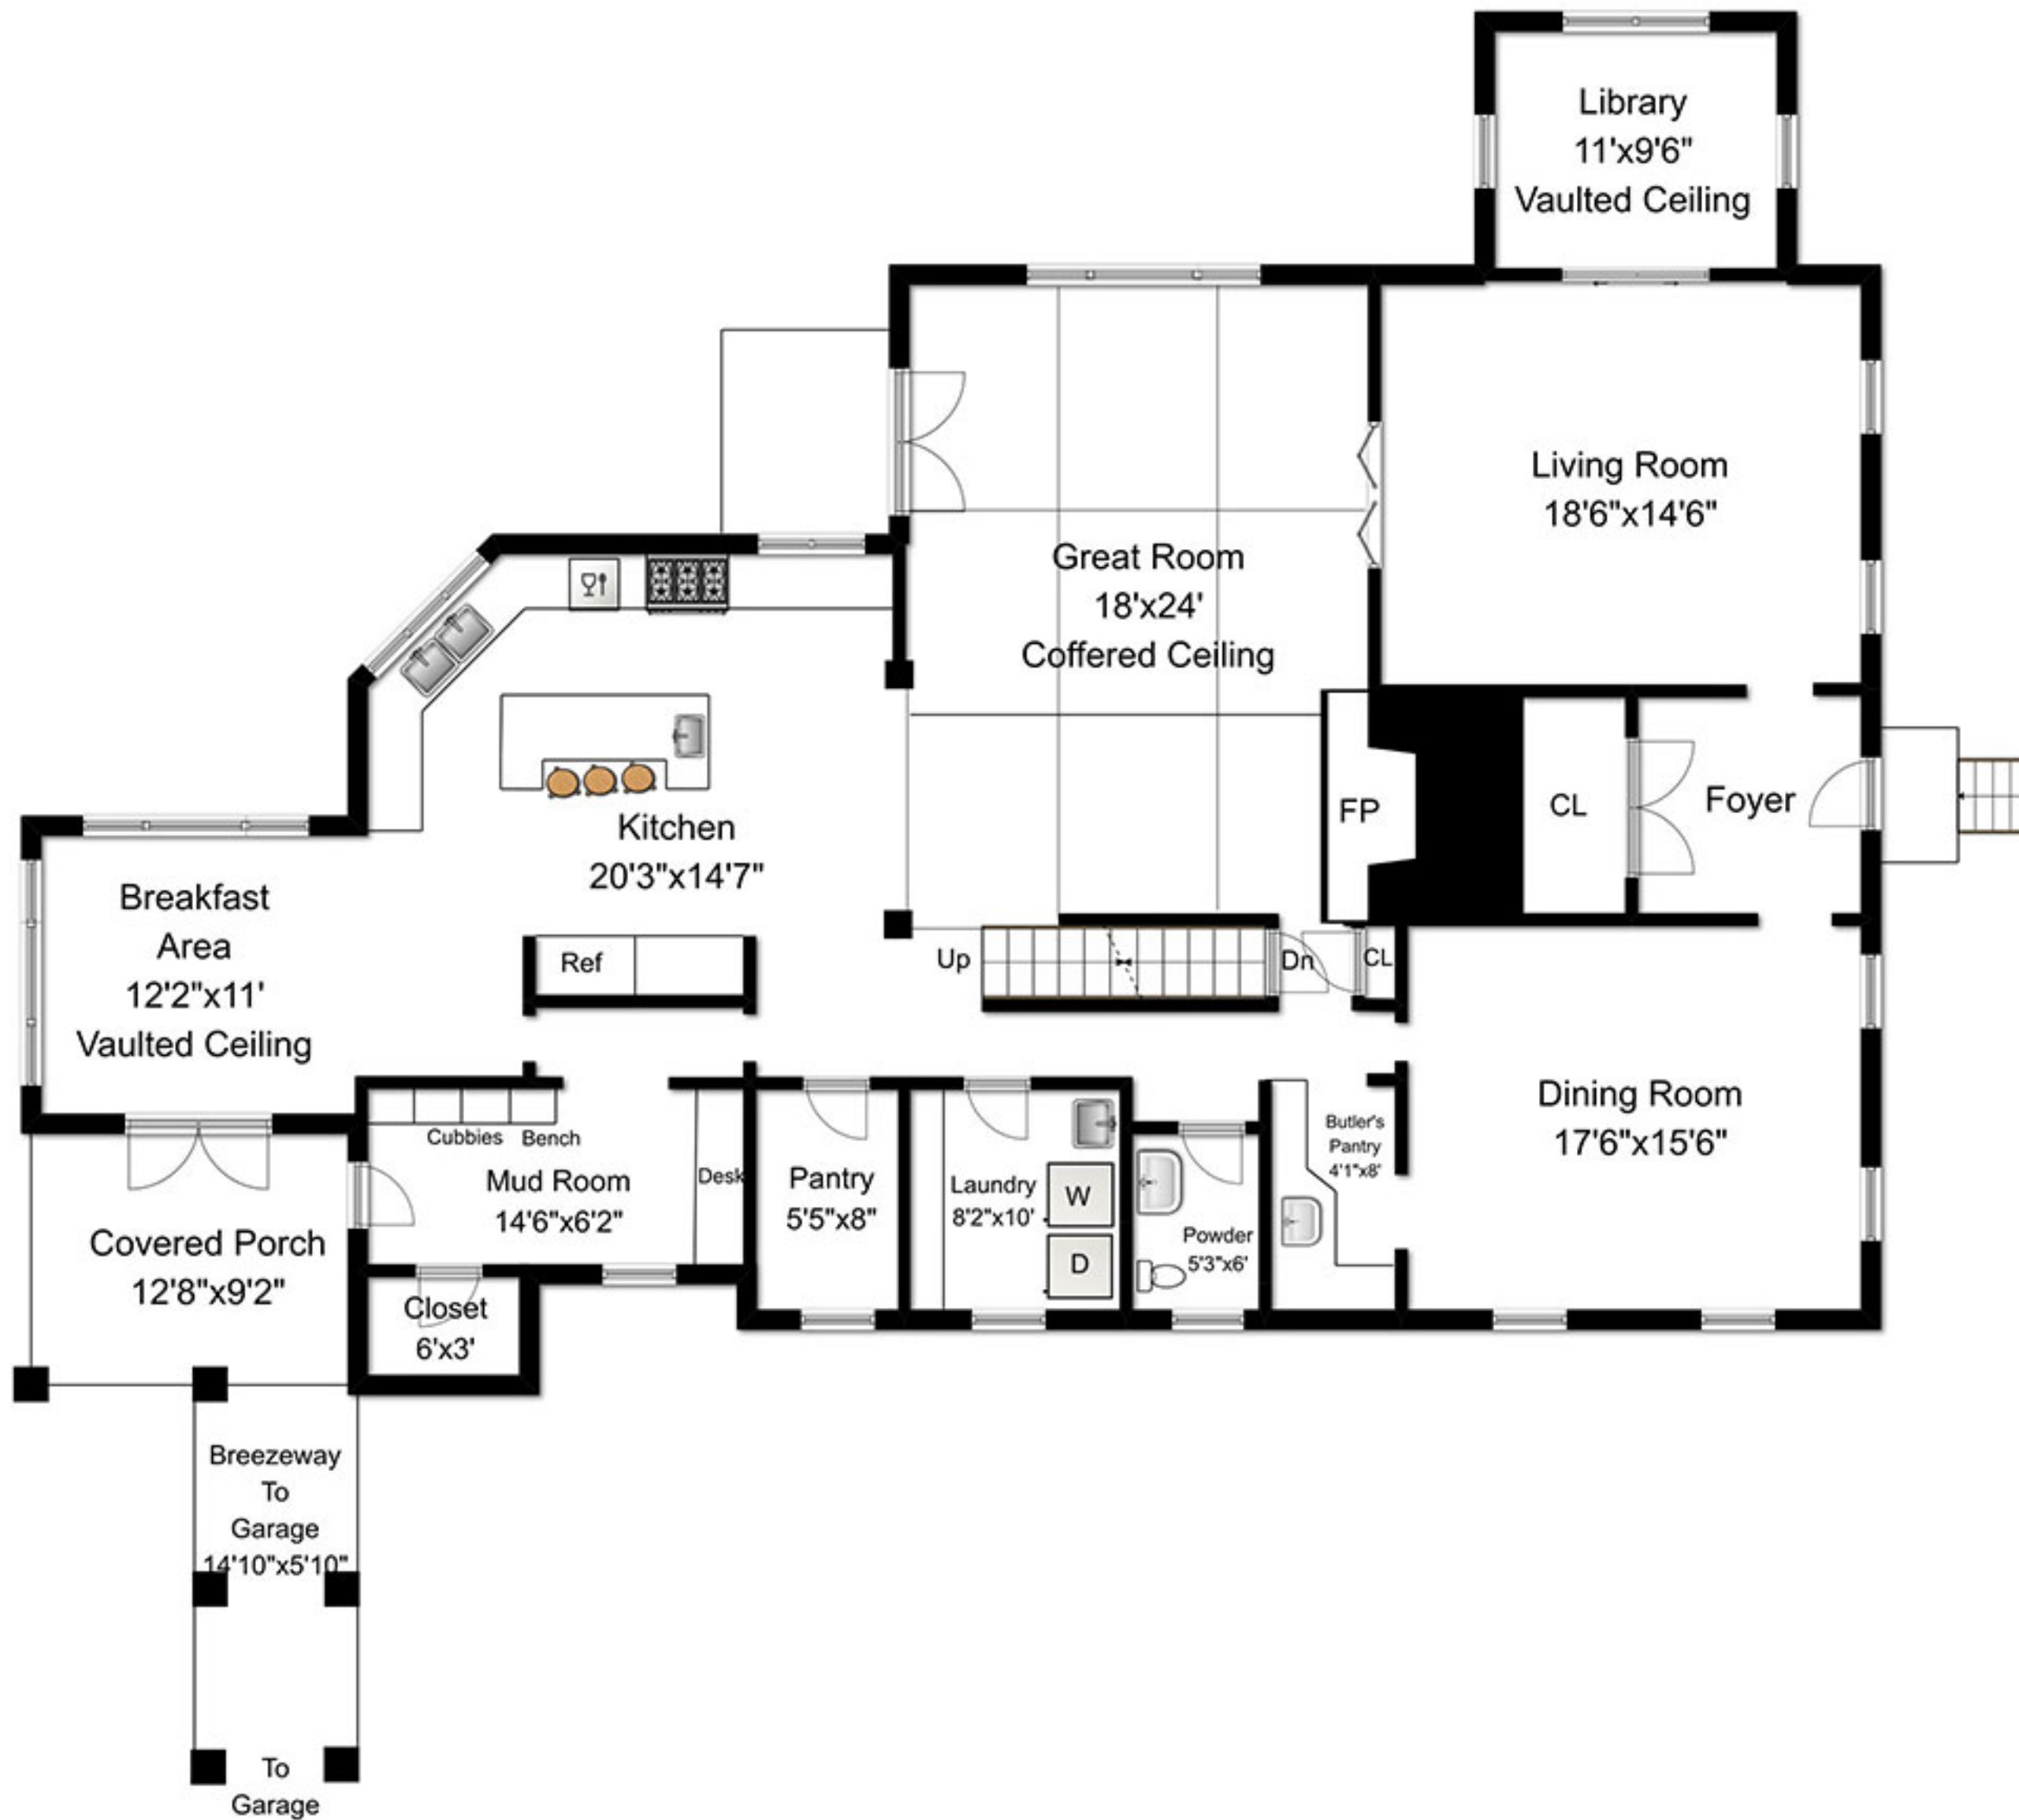 Library
11'x9'6"
Vaulted Ceiling
Living Room
18'6"x14'6"
Great Room
18'x24'
Coffered Ceiling
FP
CL
Foyer
Kitchen
20'3"x14'7"
Breakfast
Area
12'2"x11'
Vaulted Ceiling
Ref
Up
Dn
CL
Dining Room
17'6"x15'6"
Cubbies
Bench
Mud Room
14'6"x6'2"
Desk
Pantry
5'5"x8"
Laundry
8'2"x10'
W
D
Powder
5'3"x6'
Butler's
Pantry
4'1"x8'
Covered Porch
12'8"x9'2"
Closet
6'x3'
Breezeway
To
Garage
14'10"x5'10"
To
Garage